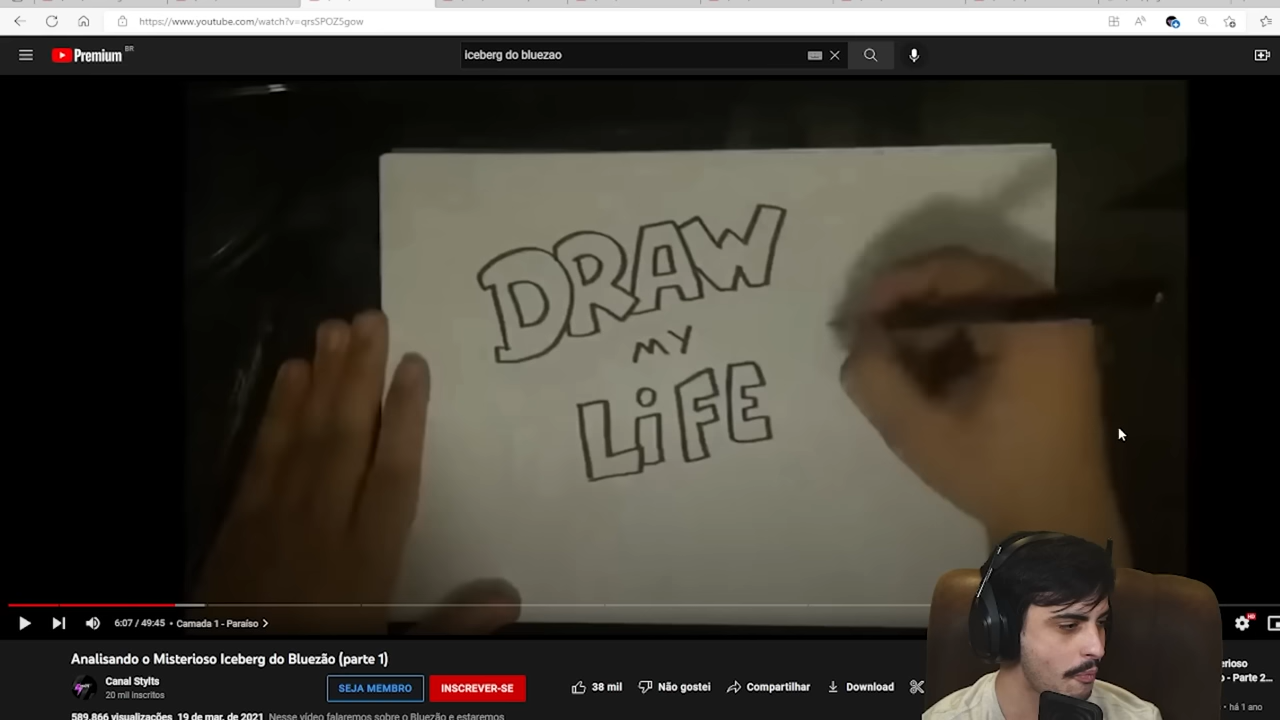 https://www.youtube.com/watch?v=qrsSPOZ5gow
Premium BR
iceberg do bluezao
DRAW
MY
LiFE
6:07 / 49:45 • Camada 1 - Paraíso
Analisando o Misterioso Iceberg do Bluezão (parte 1)
Canal Stylts
20 mil inscritos
SEJA MEMBRO
INSCREVER-SE
38 mil
Não gostei
Compartilhar
Download
HD
- Parte 2...
há 1 ano
589.866 visualizações 19 de mar. de 2021 Nesse vídeo falaremos sobre o Bluezão e estaremos